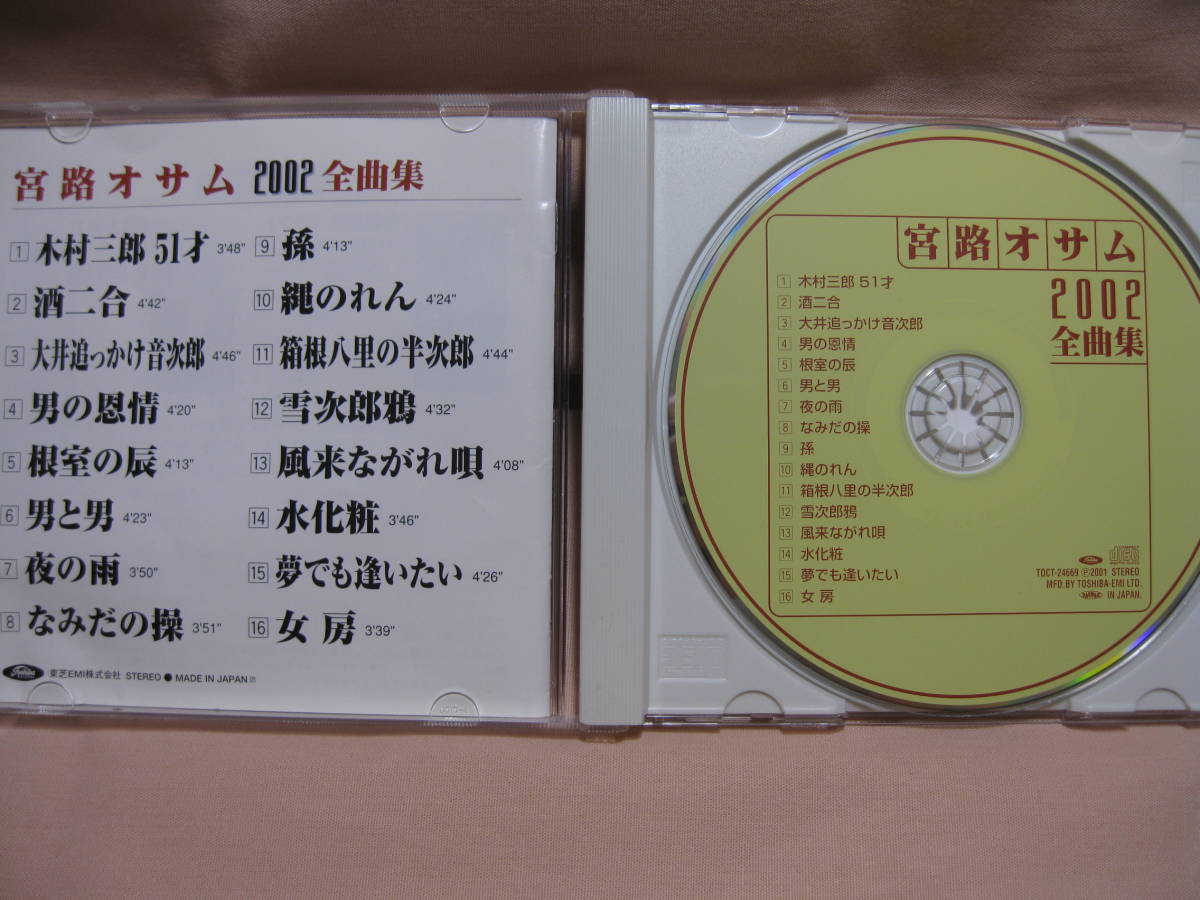 宮路オサム 2002 全曲集
1 木村三郎 51才 3'48"
2 酒二合 4'42"
3 大井追っかけ音次郎 4'46"
4 男の恩情 4'20"
5 根室の辰 4'13"
6 男と男 4'23"
7 夜の雨 3'50"
8 なみだの操 3'51"
9 孫 4'13"
10 縄のれん 4'24"
11 箱根八里の半次郎 4'44"
12 雪次郎鴉 4'32"
13 風来ながれ唄 4'08"
14 水化粧 3'46"
15 夢でも逢いたい 4'26"
16 女房 3'39"
東芝EMI株式会社 STEREO ● MADE IN JAPAN
宮路オサム
2002
全曲集
1 木村三郎 51才
2 酒二合
3 大井追っかけ音次郎
4 男の恩情
5 根室の辰
6 男と男
7 夜の雨
8 なみだの操
9 孫
10 縄のれん
11 箱根八里の半次郎
12 雪次郎鴉
13 風来ながれ唄
14 水化粧
15 夢でも逢いたい
16 女房
TOCT-24669 Ⓟ2001 STEREO
MFD. BY TOSHIBA-EMI LTD.
IN JAPAN.